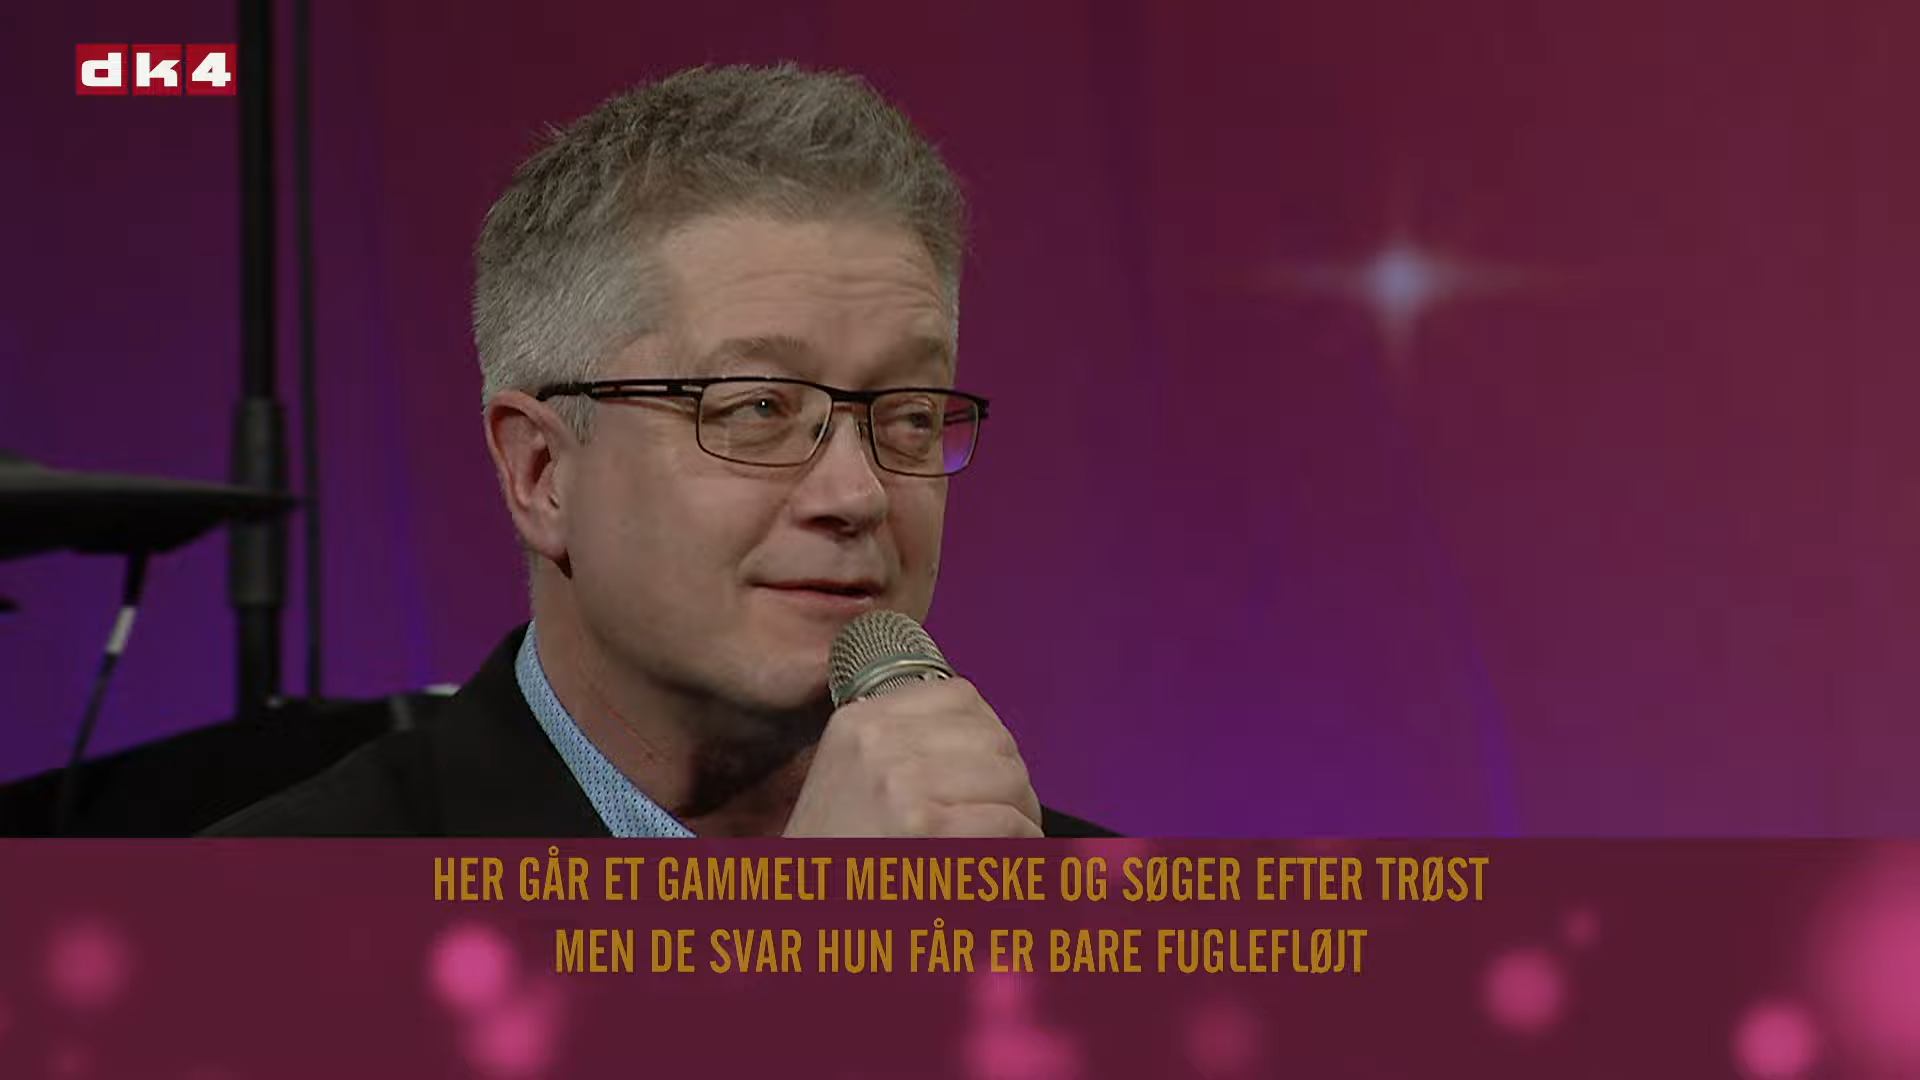 dk4
HER GÅR ET GAMMELT MENNESKE OG SØGER EFTER TRØST
MEN DE SVAR HUN FÅR ER BARE FUGLEFLØJT